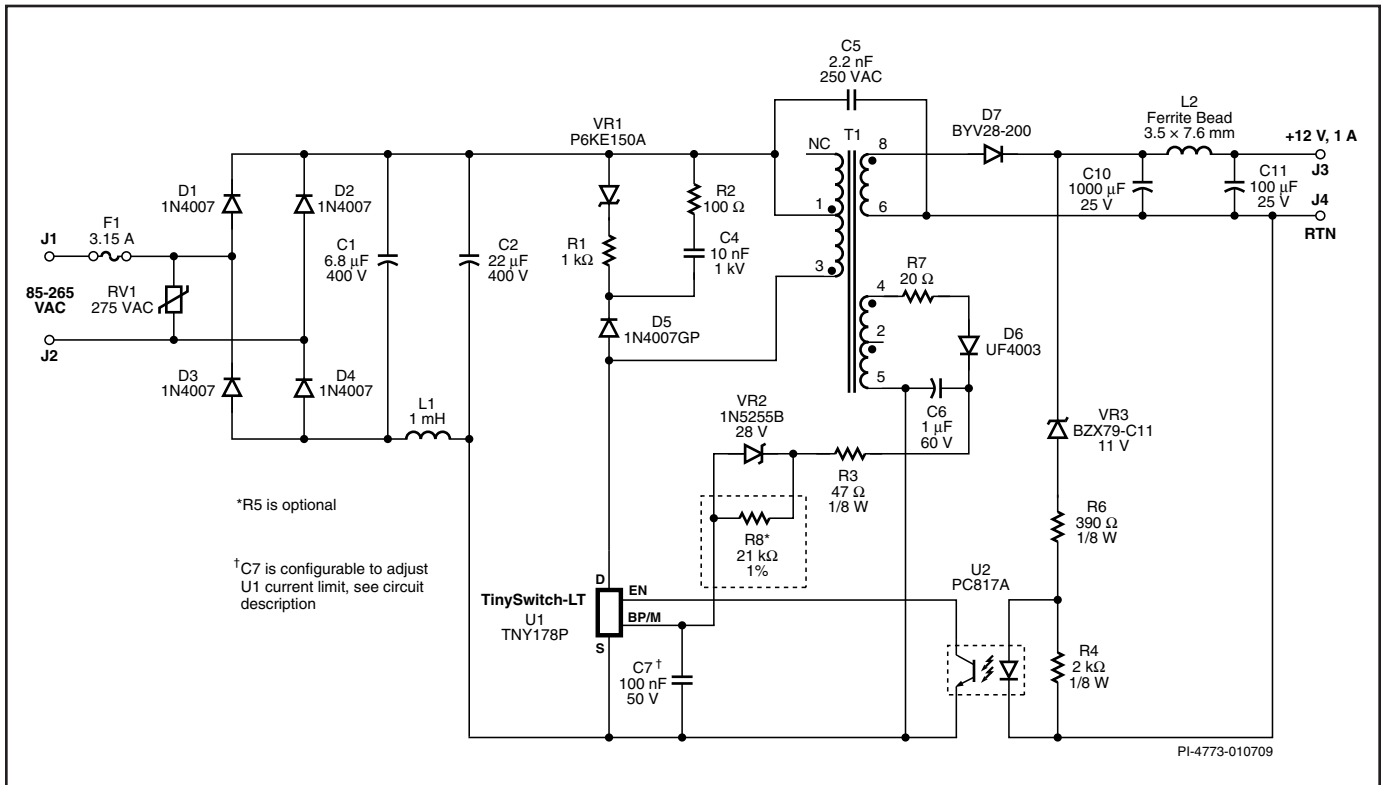 C5
2.2 nF
250 VAC
D7
BYV28-200
L2
Ferrite Bead
3.5 × 7.6 mm
+12 V, 1 A
J3
VR1
P6KE150A
NC
T1
8
1
6
3
D1
1N4007
D2
1N4007
R2
100 Ω
C10
1000 µF
25 V
C11
100 µF
25 V
J4
RTN
J1
F1
3.15 A
C1
6.8 µF
400 V
C2
22 µF
400 V
R1
1 kΩ
C4
10 nF
1 kV
85-265
VAC
RV1
275 VAC
R7
20 Ω
4
2
5
D6
UF4003
J2
D5
1N4007GP
D3
1N4007
D4
1N4007
L1
1 mH
VR2
1N5255B
28 V
C6
1 µF
60 V
VR3
BZX79-C11
11 V
R3
47 Ω
1/8 W
*R5 is optional
R8*
21 kΩ
1%
R6
390 Ω
1/8 W
†C7 is configurable to adjust
U1 current limit, see circuit
description
TinySwitch-LT
U1
TNY178P
D
EN
BP/M
S
U2
PC817A
C7†
100 nF
50 V
R4
2 kΩ
1/8 W
PI-4773-010709